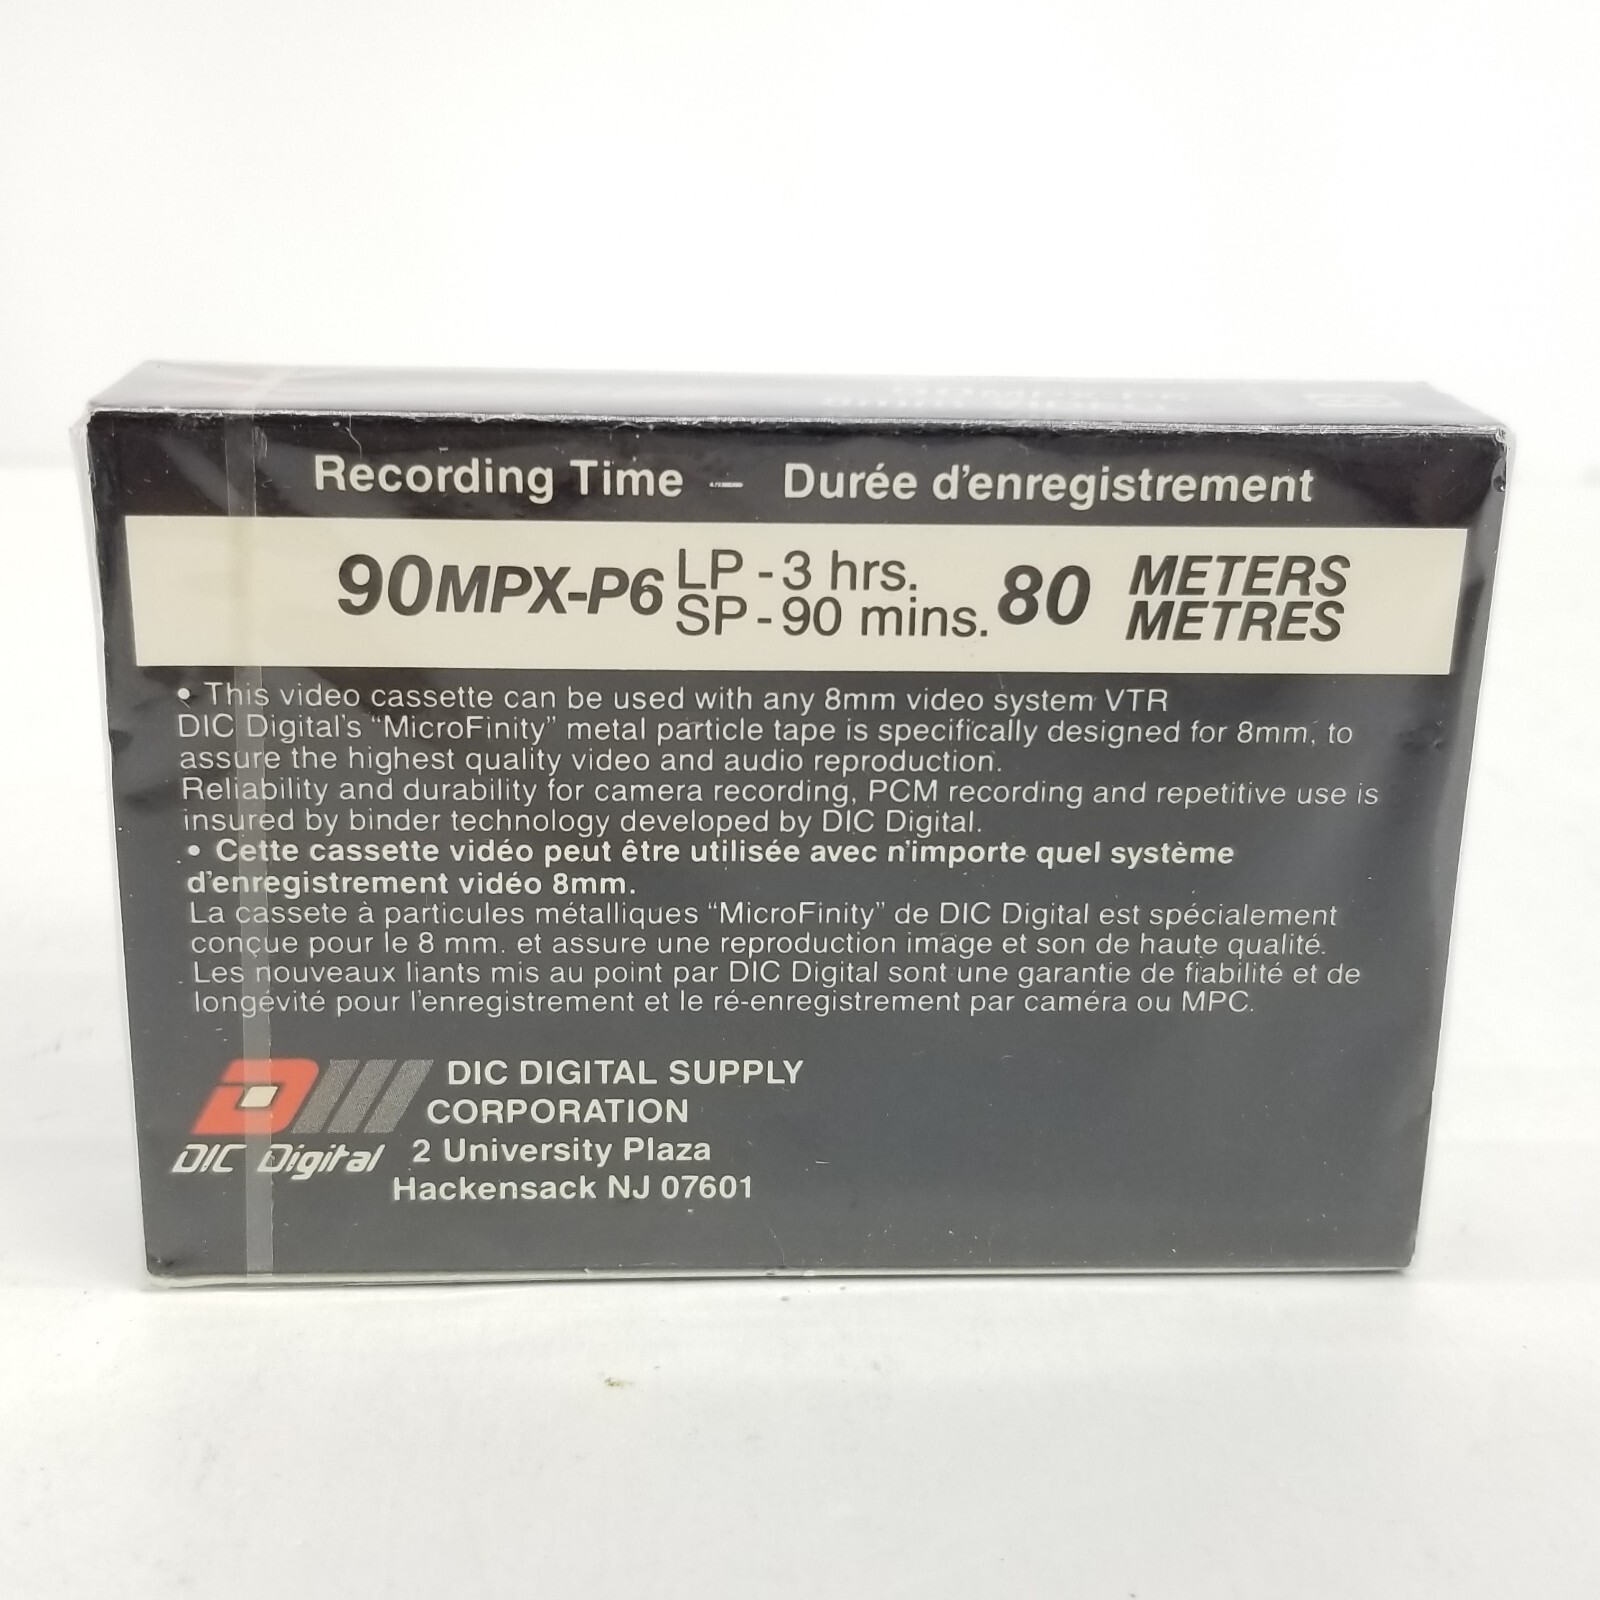 Recording Time — Durée d'enregistrement
90MPX-P6 LP - 3 hrs. 80 METERS
SP - 90 mins. METRES
• This video cassette can be used with any 8mm video system VTR
DIC Digital's "MicroFinity" metal particle tape is specifically designed for 8mm, to
assure the highest quality video and audio reproduction.
Reliability and durability for camera recording, PCM recording and repetitive use is
insured by binder technology developed by DIC Digital.
• Cette cassette vidéo peut être utilisée avec n'importe quel système
d'enregistrement vidéo 8mm.
La cassete à particules métalliques "MicroFinity" de DIC Digital est spécialement
conçue pour le 8 mm. et assure une reproduction image et son de haute qualité.
Les nouveaux liants mis au point par DIC Digital sont une garantie de fiabilité et de
longévité pour l'enregistrement et le ré-enregistrement par caméra ou MPC.
DIC DIGITAL SUPPLY
CORPORATION
DIC Digital
2 University Plaza
Hackensack NJ 07601